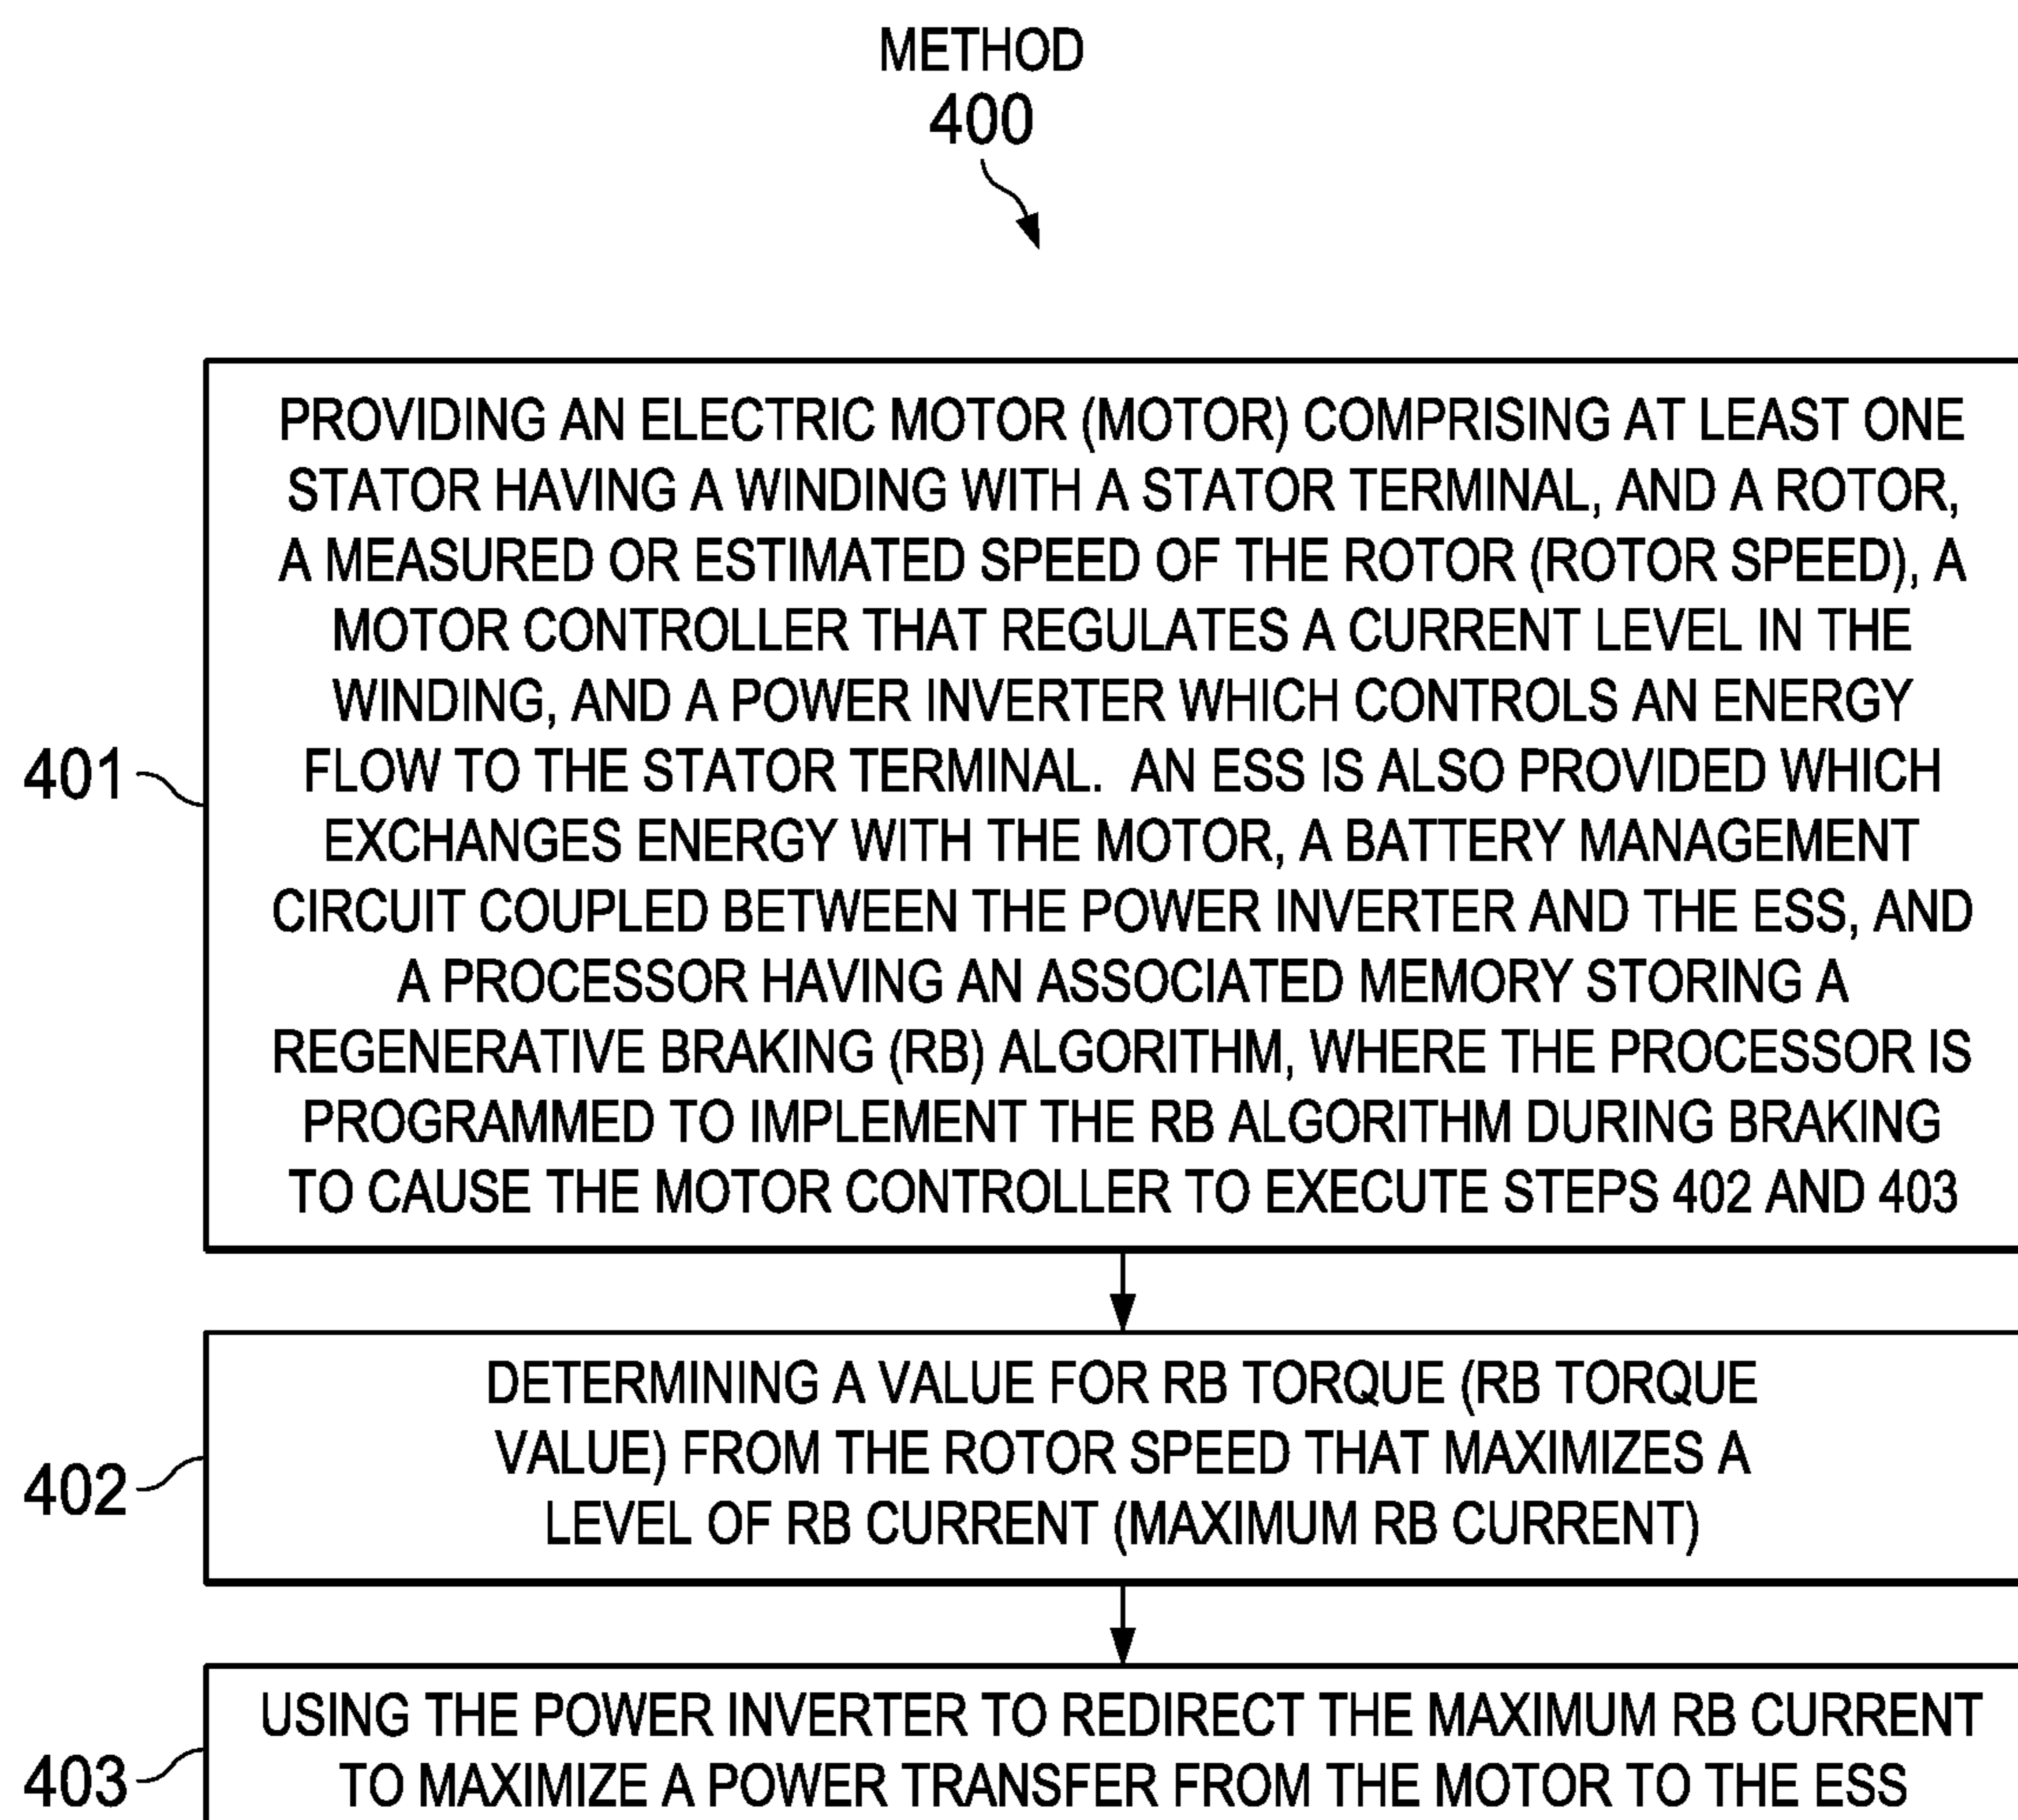 METHOD
400
PROVIDING AN ELECTRIC MOTOR (MOTOR) COMPRISING AT LEAST ONE
STATOR HAVING A WINDING WITH A STATOR TERMINAL, AND A ROTOR,
A MEASURED OR ESTIMATED SPEED OF THE ROTOR (ROTOR SPEED), A
MOTOR CONTROLLER THAT REGULATES A CURRENT LEVEL IN THE
WINDING, AND A POWER INVERTER WHICH CONTROLS AN ENERGY
FLOW TO THE STATOR TERMINAL. AN ESS IS ALSO PROVIDED WHICH
EXCHANGES ENERGY WITH THE MOTOR, A BATTERY MANAGEMENT
CIRCUIT COUPLED BETWEEN THE POWER INVERTER AND THE ESS, AND
A PROCESSOR HAVING AN ASSOCIATED MEMORY STORING A
REGENERATIVE BRAKING (RB) ALGORITHM, WHERE THE PROCESSOR IS
PROGRAMMED TO IMPLEMENT THE RB ALGORITHM DURING BRAKING
TO CAUSE THE MOTOR CONTROLLER TO EXECUTE STEPS 402 AND 403
401
DETERMINING A VALUE FOR RB TORQUE (RB TORQUE
VALUE) FROM THE ROTOR SPEED THAT MAXIMIZES A
LEVEL OF RB CURRENT (MAXIMUM RB CURRENT)
402
USING THE POWER INVERTER TO REDIRECT THE MAXIMUM RB CURRENT
TO MAXIMIZE A POWER TRANSFER FROM THE MOTOR TO THE ESS
403